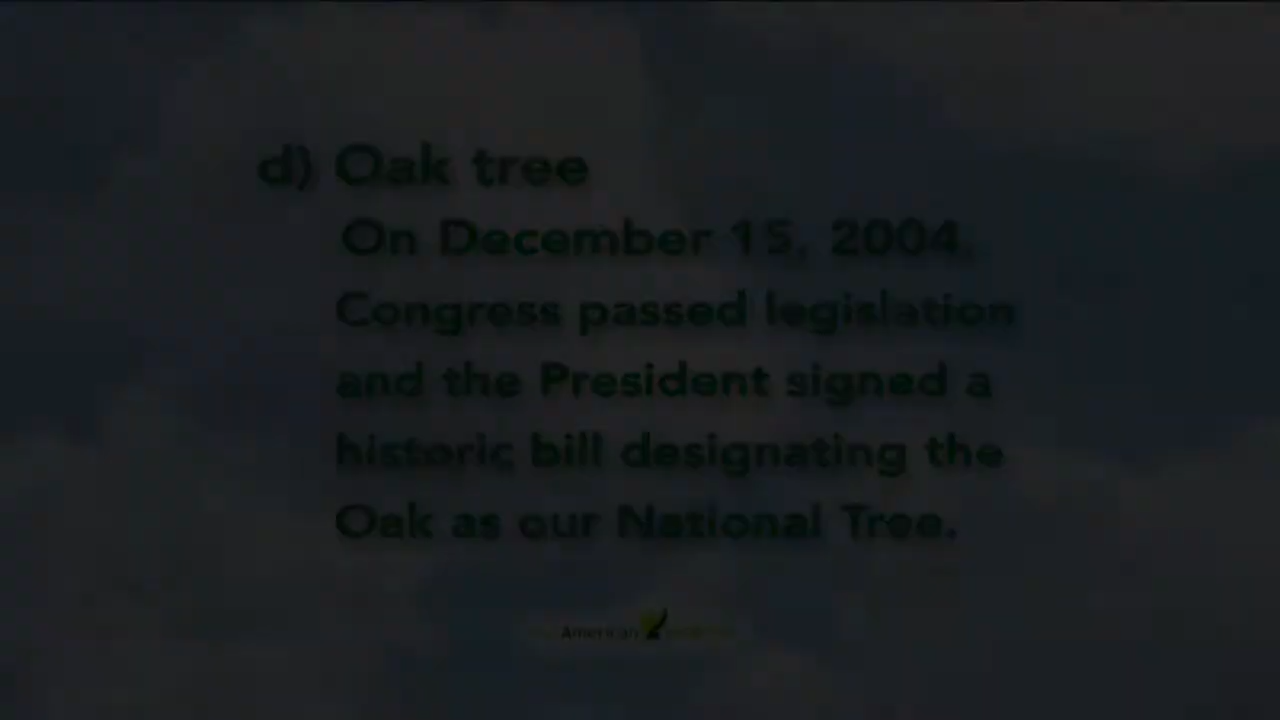 d) Oak tree
On December 15, 2004,
Congress passed legislation
and the President signed a
historic bill designating the
Oak as our National Tree.
American